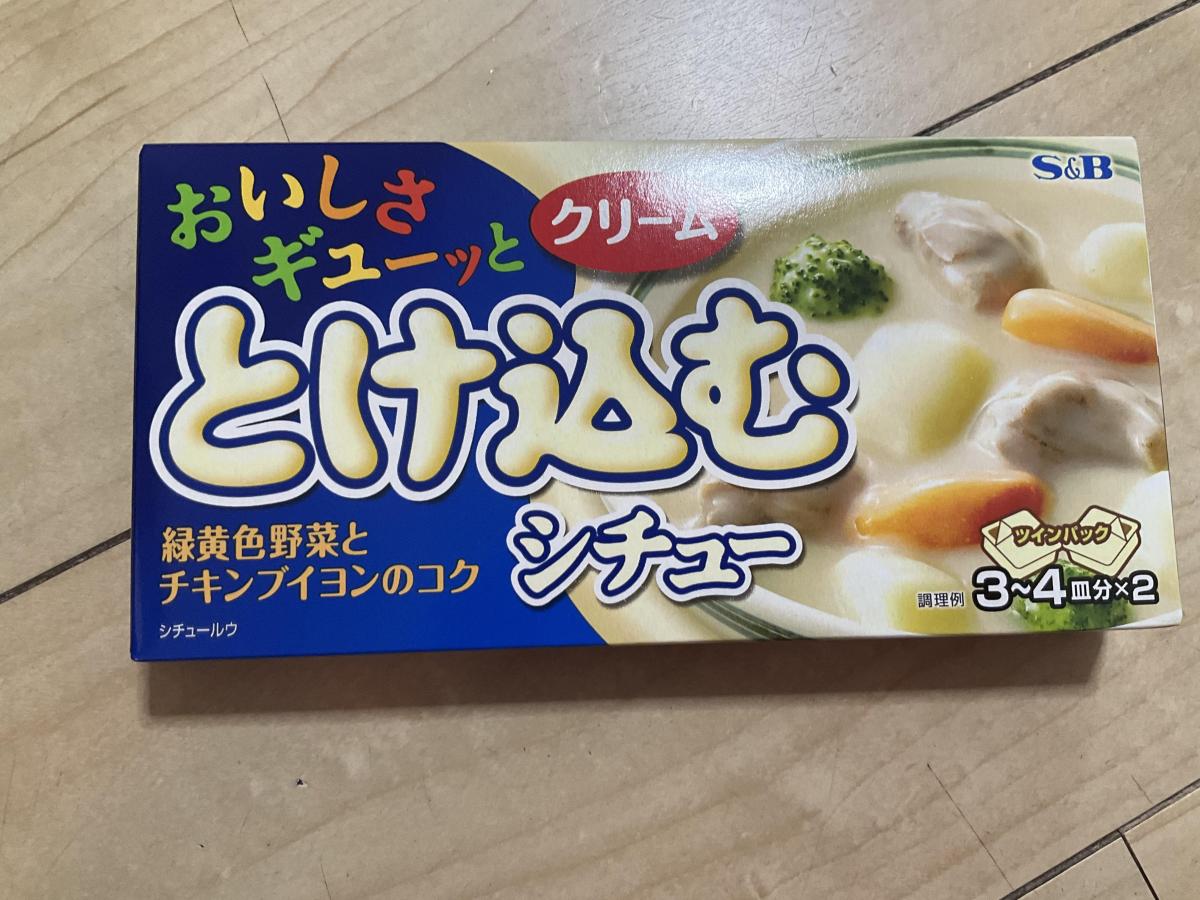 おいしさ
ギューッと
クリーム
S&B
とけ込む
シチュー
緑黄色野菜と
チキンブイヨンのコク
シチュールウ
ツインパック
調理例
3~4皿分×2